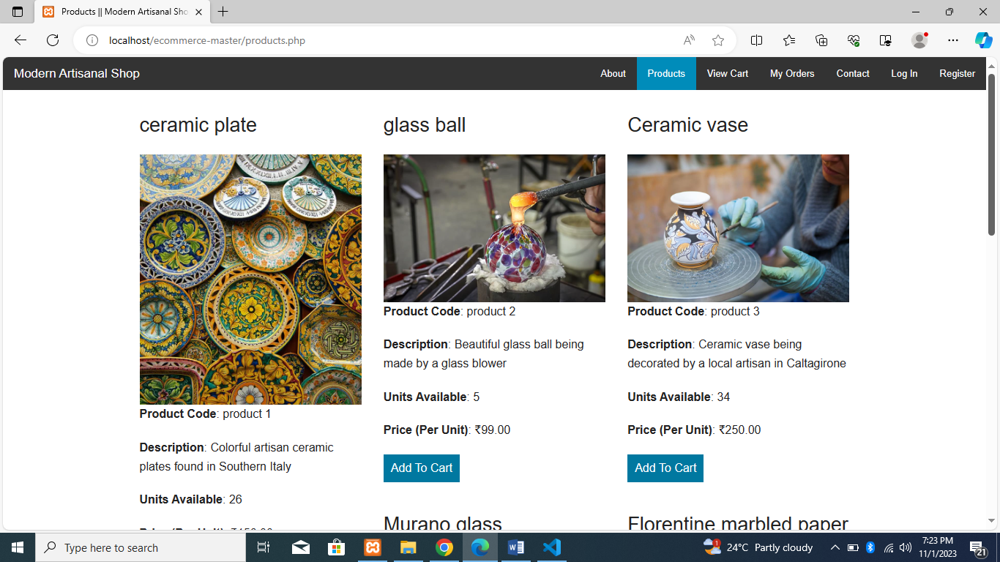 Products || Modern Artisanal Sho
localhost/ecommerce-master/products.php
Modern Artisanal Shop
About
Products
View Cart
My Orders
Contact
Log In
Register
ceramic plate
Product Code: product 1
Description: Colorful artisan ceramic
plates found in Southern Italy
Units Available: 26
glass ball
Product Code: product 2
Description: Beautiful glass ball being
made by a glass blower
Units Available: 5
Price (Per Unit): ₹99.00
Add To Cart
Ceramic vase
Product Code: product 3
Description: Ceramic vase being
decorated by a local artisan in Caltagirone
Units Available: 34
Price (Per Unit): ₹250.00
Add To Cart
Murano glass
Florentine marbled paper
Type here to search
1
24°C Partly cloudy
7:23 PM
11/1/2023
21